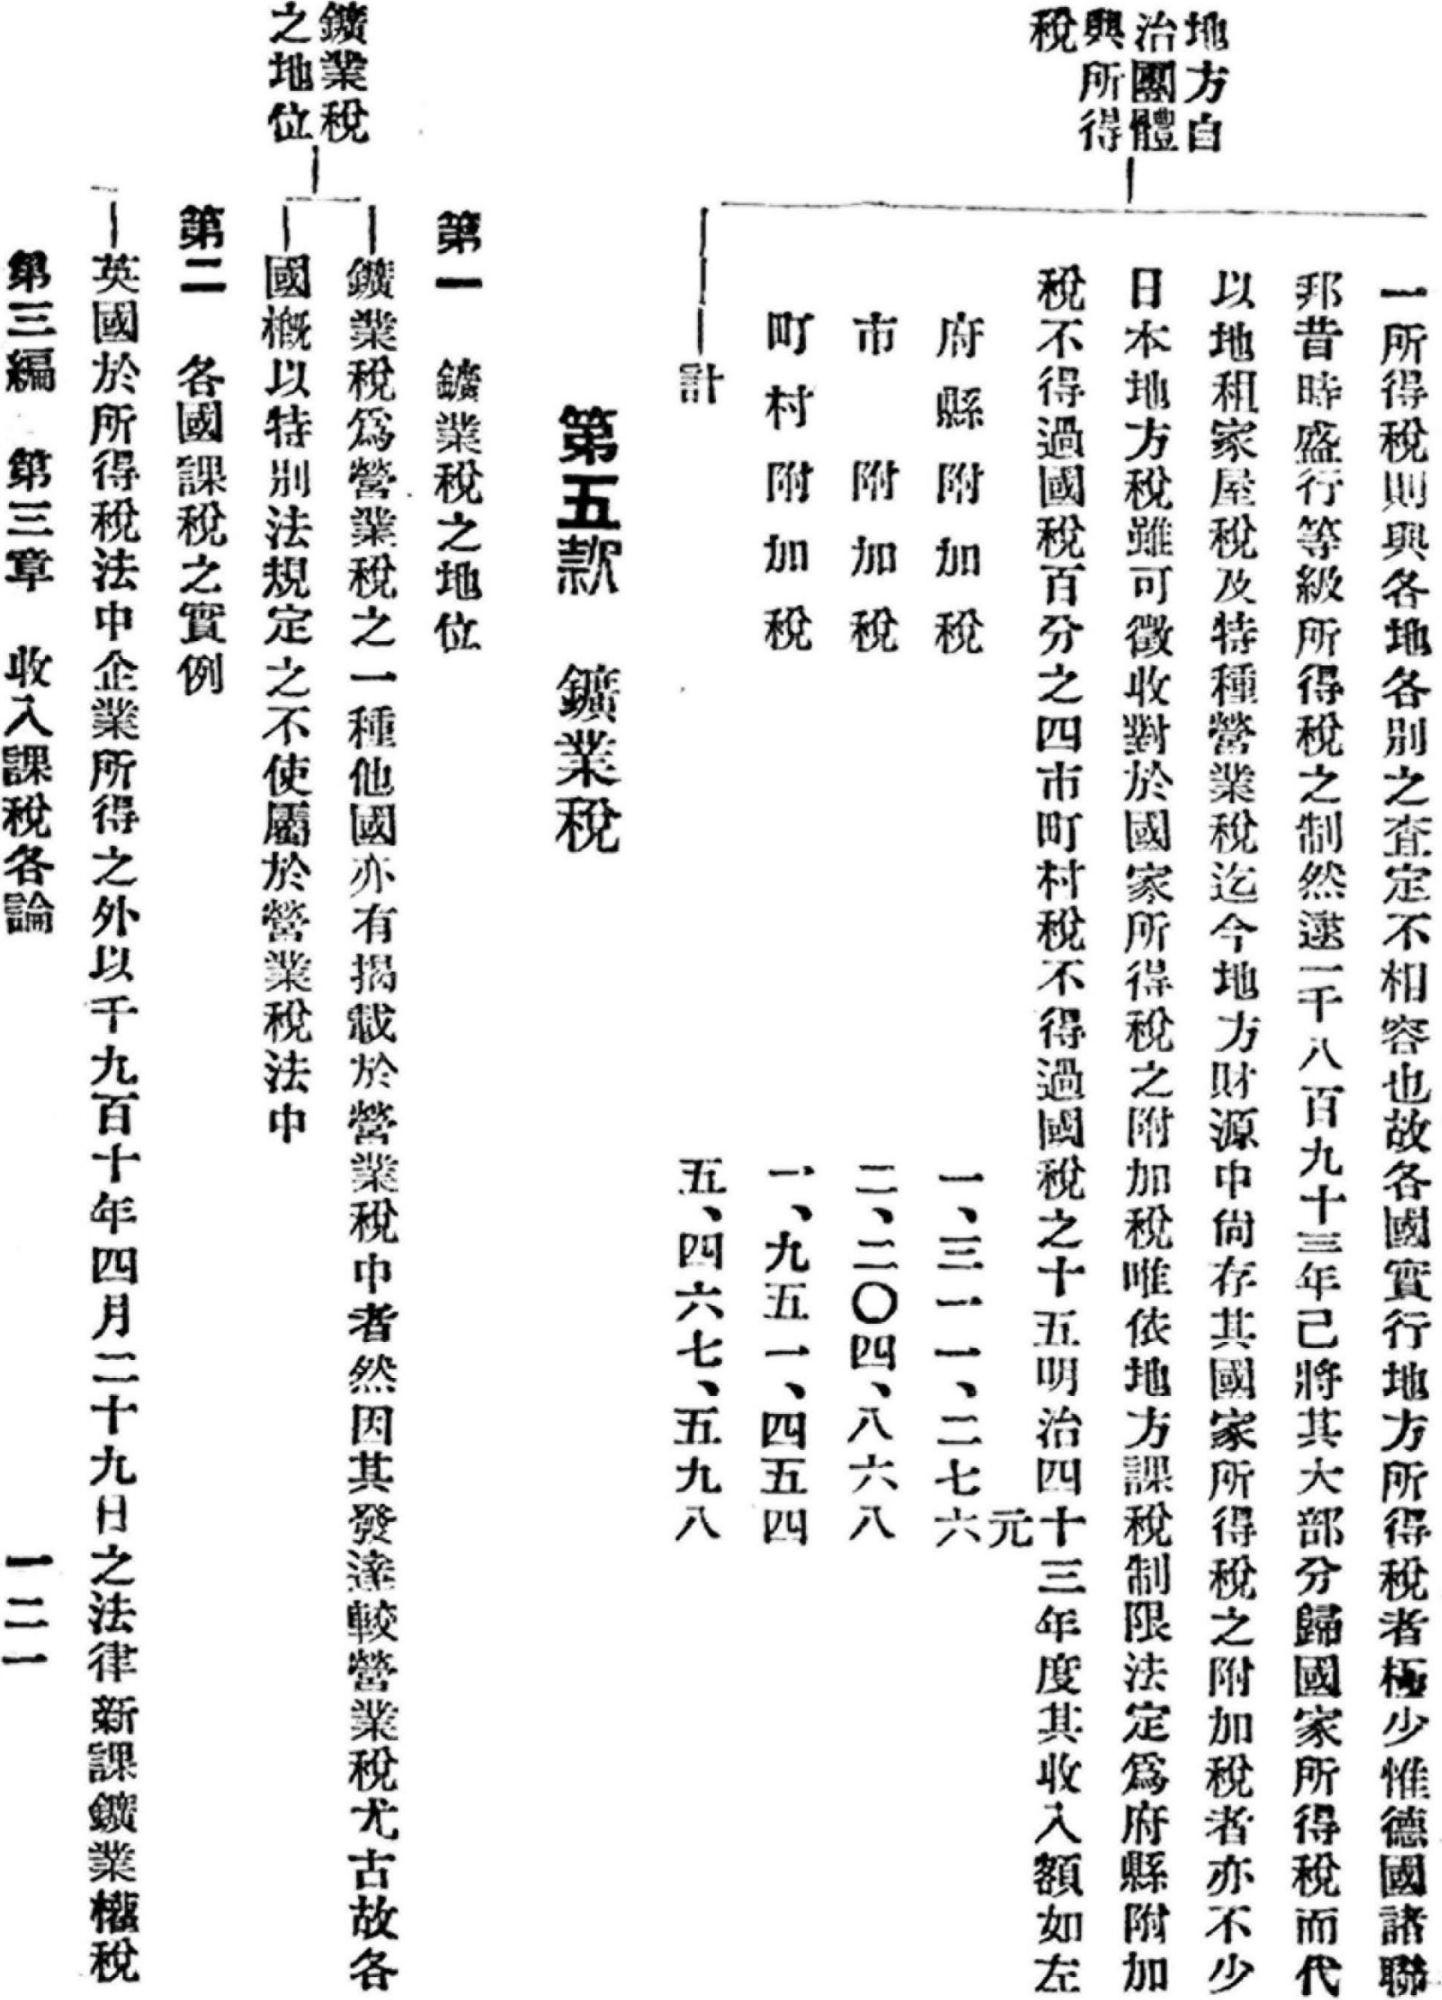 地方自
治團體
興所得
稅
一所得稅則興各地各別之查定不相容也故各國實行地方所得稅者極少惟德國諸聯
邦昔時盛行等級所得稅之制然逮一千八百九十三年己將其大部分歸國家所得稅而代
以地租家屋稅及特種營業稅迄今地方財源中尙存其國家所得稅之附加稅者亦不少
日本地方稅雖可徵收對於國家所得稅之附加稅唯依地方課稅制限法定爲府縣附加
稅不得過國稅百分之四市町村稅不得過國稅之十五明治四十三年度其收入額如左
元
府縣附加稅 一、三一一、二七六
市附加稅 二、二〇四、八六八
町村附加稅 一、九五一、四五四
計 五、四六七、五九八
第五款 鑛業稅
第一 鑛業稅之地位
鑛業稅
之地位
鑛業稅爲營業稅之一種他國亦有揭載於營業稅中者然因其發達較營業稅尤古故各
國槪以特別法規定之不使屬於營業稅法中
第二 各國課稅之實例
英國於所得稅法中企業所得之外以千九百十年四月二十九日之法律新課鑛業權稅
第三編 第三章 收入課稅各論 一二一